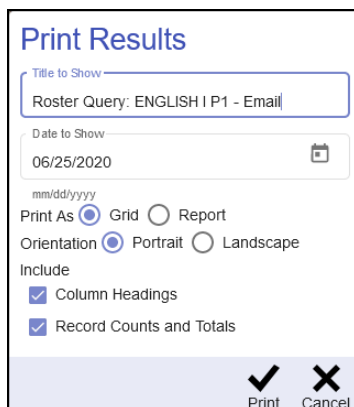 Print Results
Title to Show
Roster Query: ENGLISH I P1 - Email
Date to Show
06/25/2020
mm/dd/yyyy
Print As Grid Report
Orientation Portrait Landscape
Include
Column Headings
Record Counts and Totals
Print Cancel